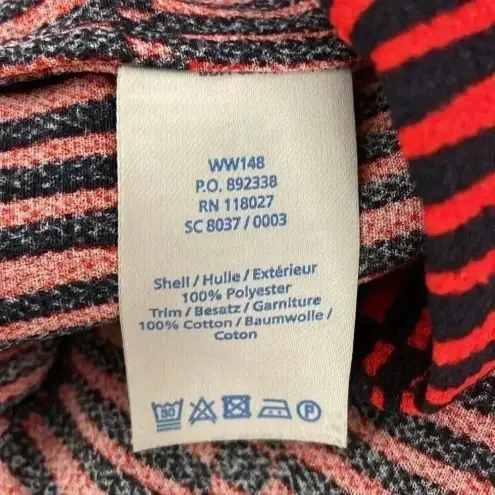 WW148
P.O. 892338
RN 118027
SC 8037 / 0003
Shell / Hulle / Extérieur
100% Polyester
Trim / Besatz / Garniture
100% Cotton / Baumwolle /
Coton
30 P